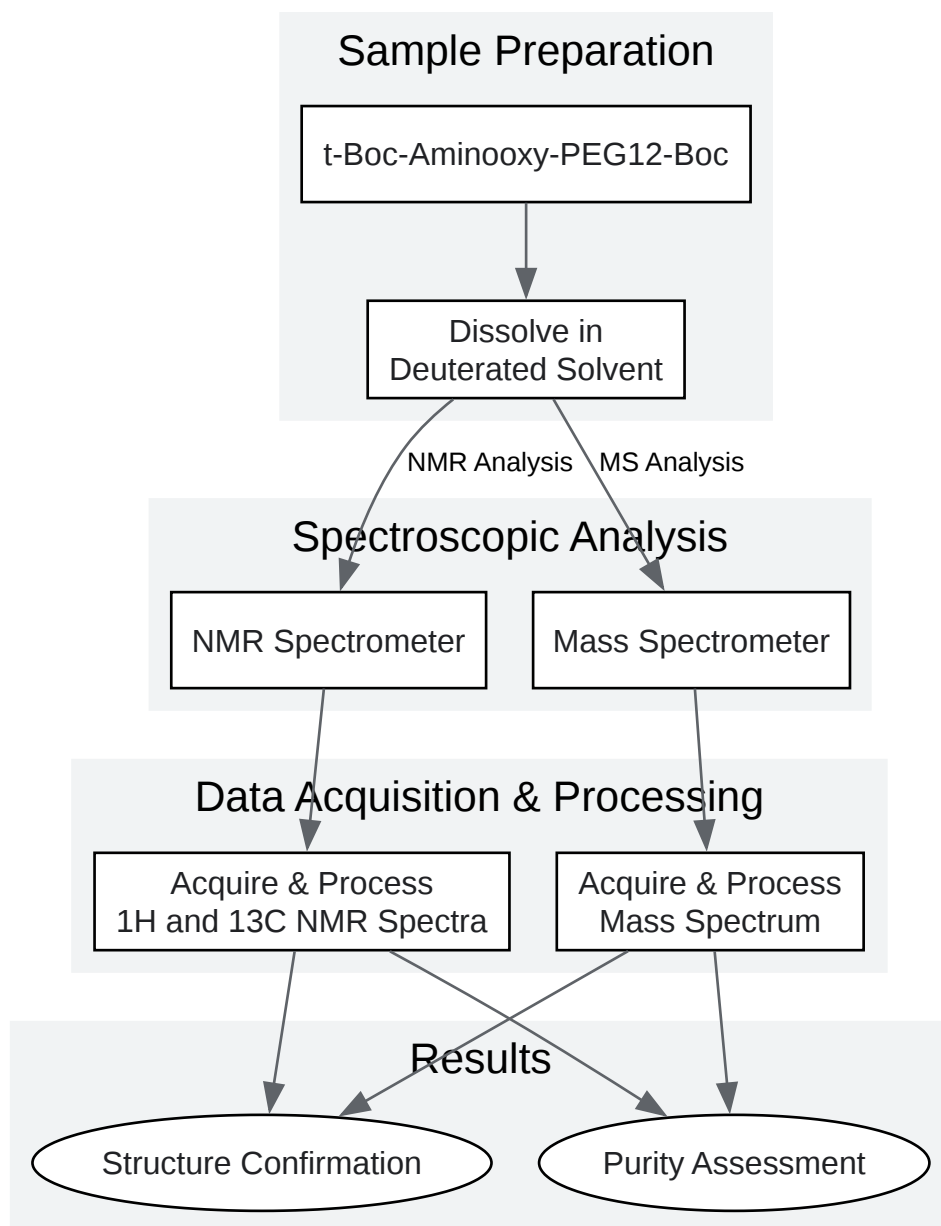 Sample Preparation
t-Boc-Aminooxy-PEG12-Boc
Dissolve in
Deuterated Solvent
NMR Analysis
MS Analysis
Spectroscopic Analysis
NMR Spectrometer
Mass Spectrometer
Data Acquisition & Processing
Acquire & Process
1H and 13C NMR Spectra
Acquire & Process
Mass Spectrum
Results
Structure Confirmation
Purity Assessment